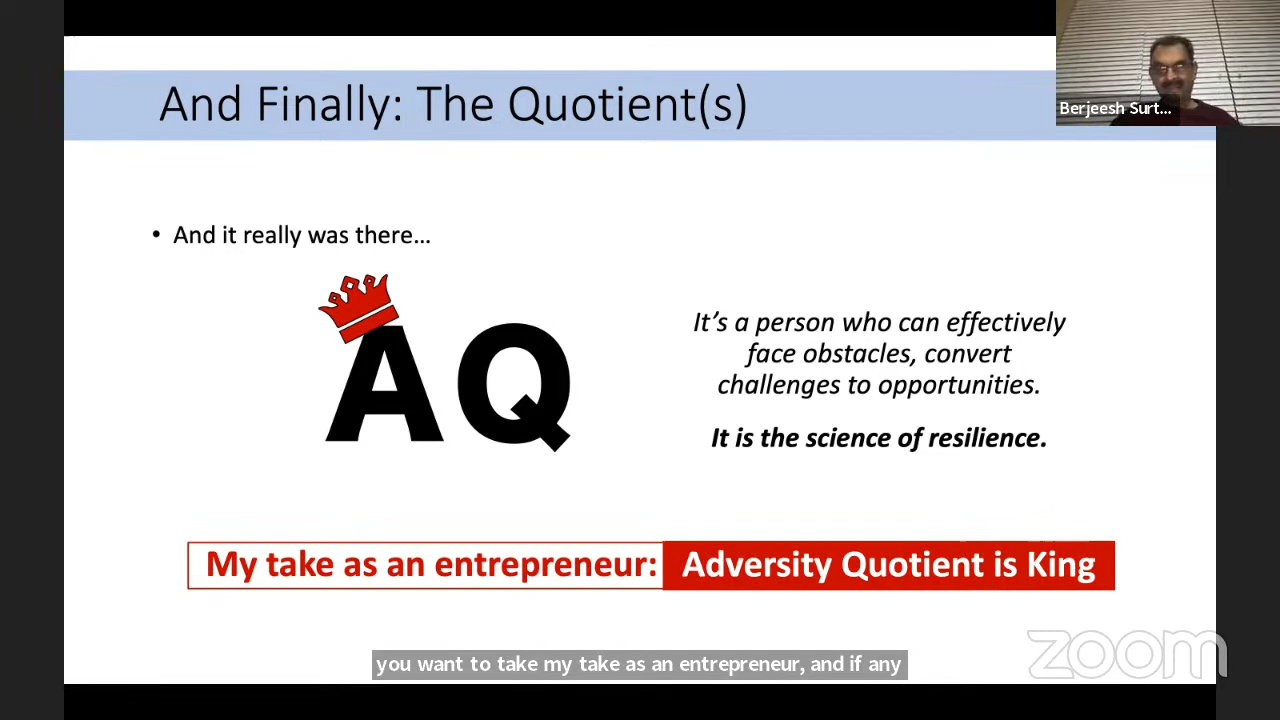 And Finally: The Quotient(s)
Berjeesh Surt...
• And it really was there...
AQ
It's a person who can effectively
face obstacles, convert
challenges to opportunities.
It is the science of resilience.
My take as an entrepreneur: Adversity Quotient is King
you want to take my take as an entrepreneur, and if any
zoom